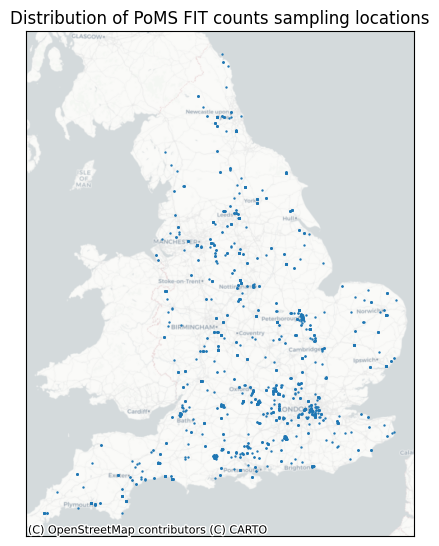 Distribution of PoMS FIT counts sampling locations
GLASGOW
Newcastle upon
ISLE
OF
MAN
York
Leeds
Hull
MANCHESTER
Stoke-on-Trent
Nottingham
Norwich
Peterborough
BIRMINGHAM
Coventry
Cambridge
Ipswich
Oxford
Cardiff
LONDON
Bath
Portsmouth
Brighton
Exeter
Plymouth
(C) OpenStreetMap contributors (C) CARTO